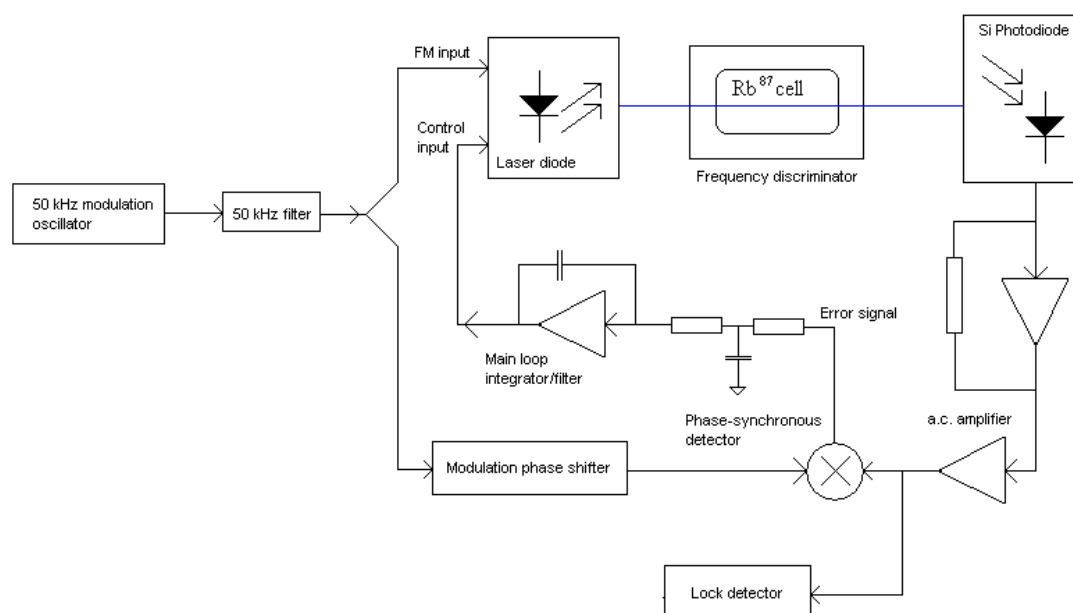 Si Photodiode
FM input
Rb87 cell
Control
input
Laser diode
Frequency discriminator
50 kHz modulation
oscillator
50 kHz filter
Error signal
Main loop
integrator/filter
Phase-synchronous
detector
a.c. amplifier
Modulation phase shifter
Lock detector